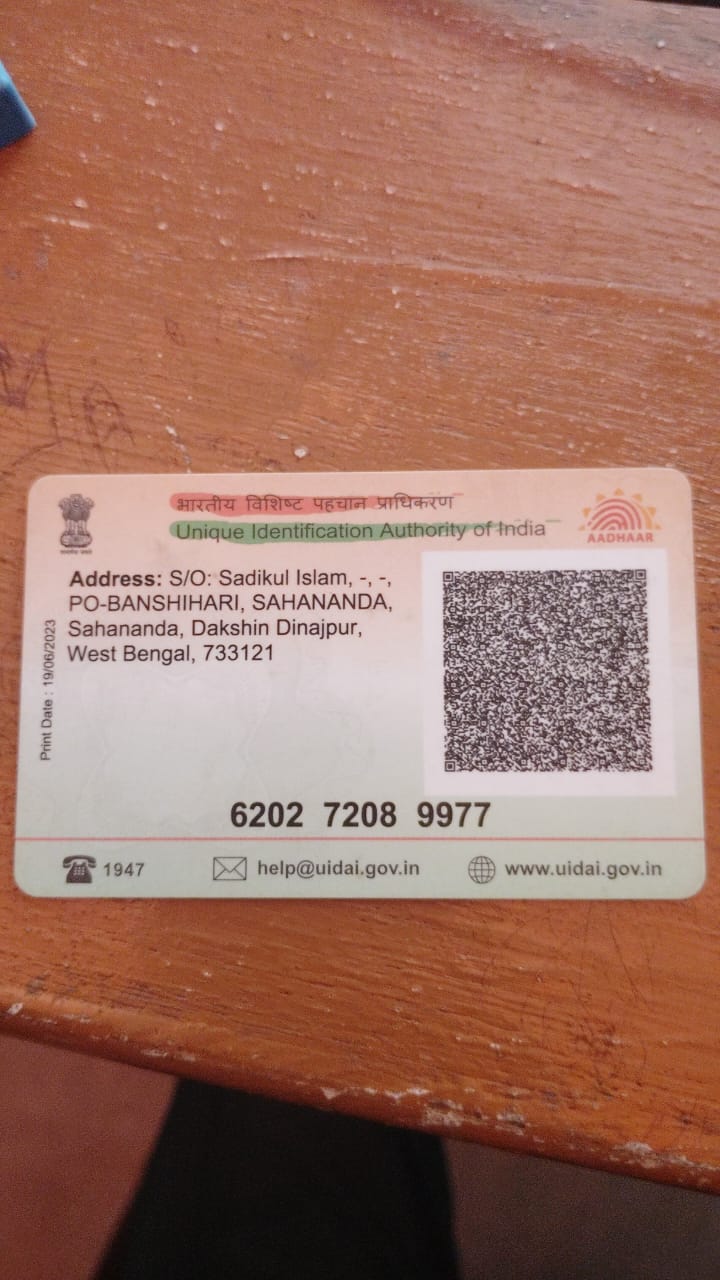 भारतीय विशिष्ट पहचान प्राधिकरण
Unique Identification Authority of India
AADHAAR
Address: S/O: Sadikul Islam, -, -,
PO-BANSHIHARI, SAHANANDA,
Sahananda, Dakshin Dinajpur,
West Bengal, 733121
Print Date : 19/06/2023
6202 7208 9977
1947
help@uidai.gov.in
www.uidai.gov.in